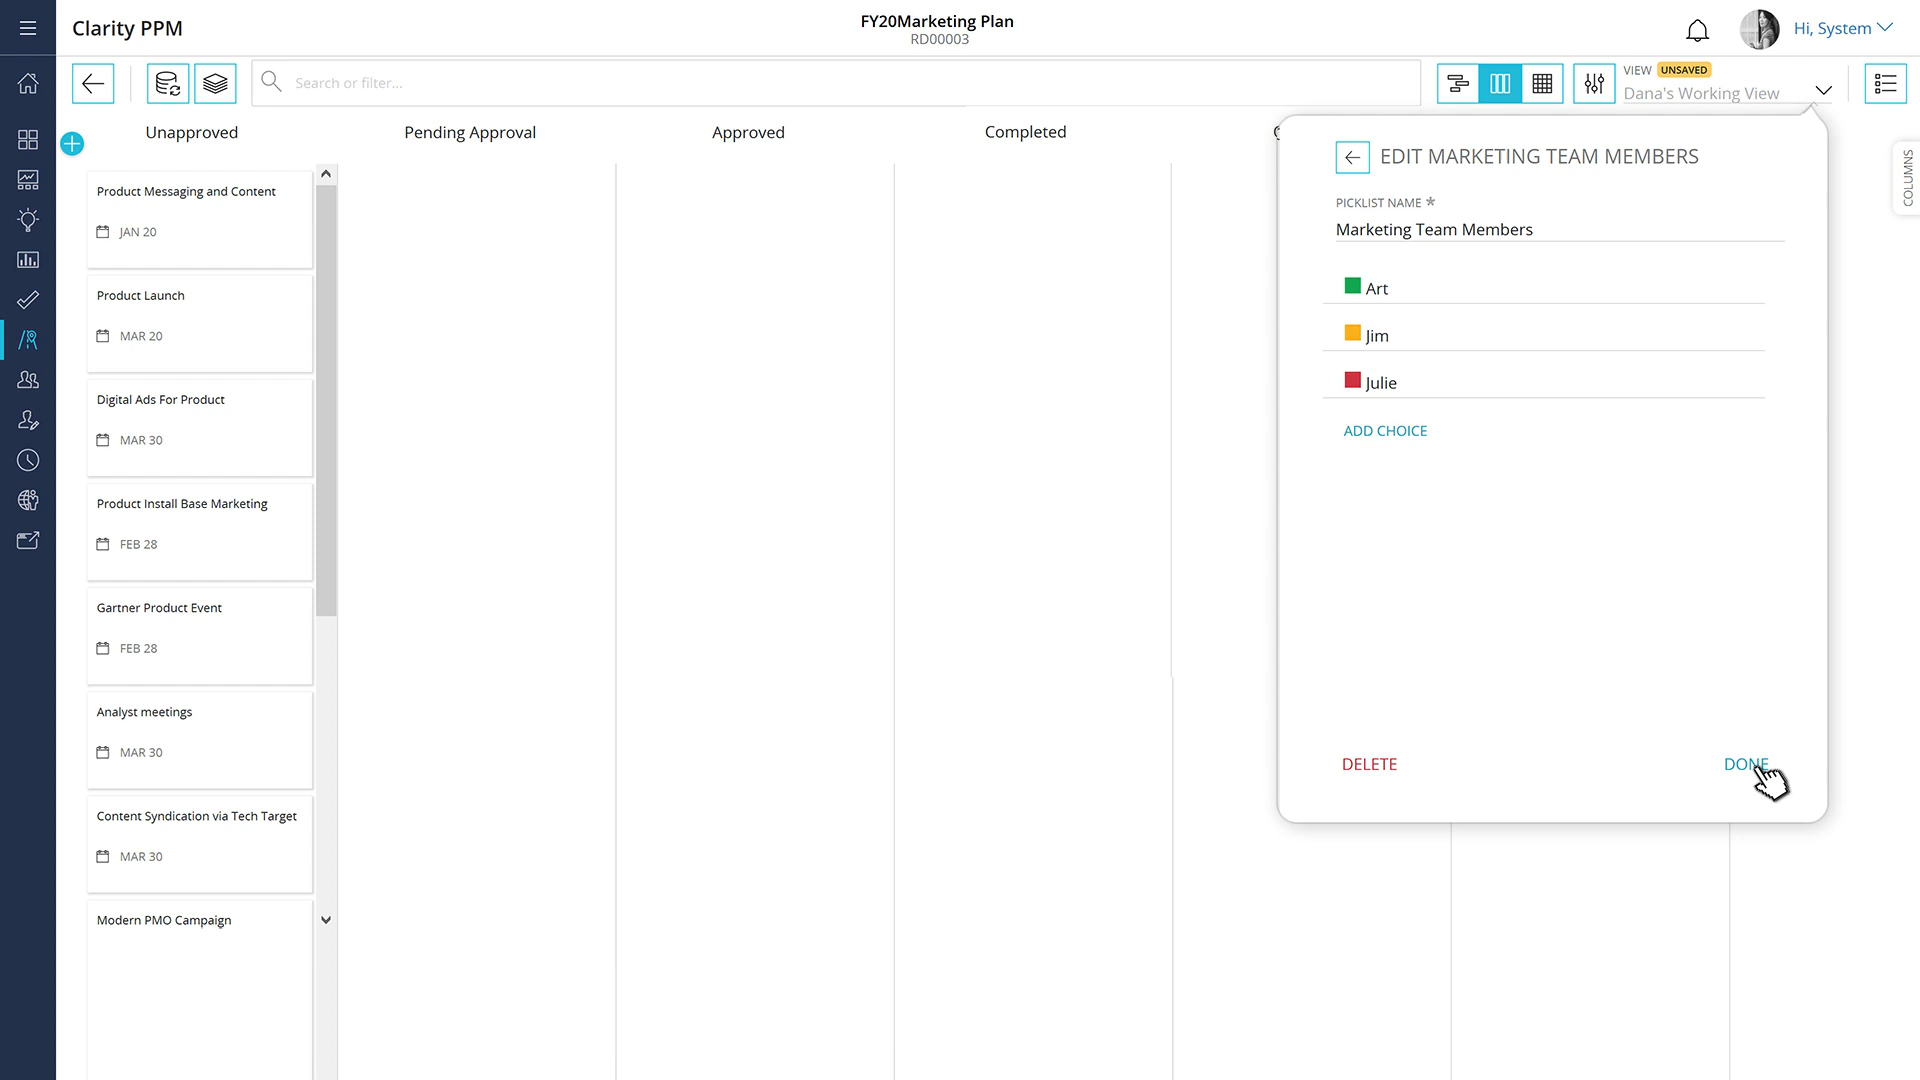 Clarity PPM
FY20Marketing Plan
RD00003
Hi, System
Search or filter...
VIEW UNSAVED
Dana's Working View
COLUMNS
Unapproved
Pending Approval
Approved
Completed
Product Messaging and Content
JAN 20
Product Launch
MAR 20
Digital Ads For Product
MAR 30
Product Install Base Marketing
FEB 28
Gartner Product Event
FEB 28
Analyst meetings
MAR 30
Content Syndication via Tech Target
MAR 30
Modern PMO Campaign
EDIT MARKETING TEAM MEMBERS
PICKLIST NAME *
Marketing Team Members
Art
Jim
Julie
ADD CHOICE
DELETE
DONE